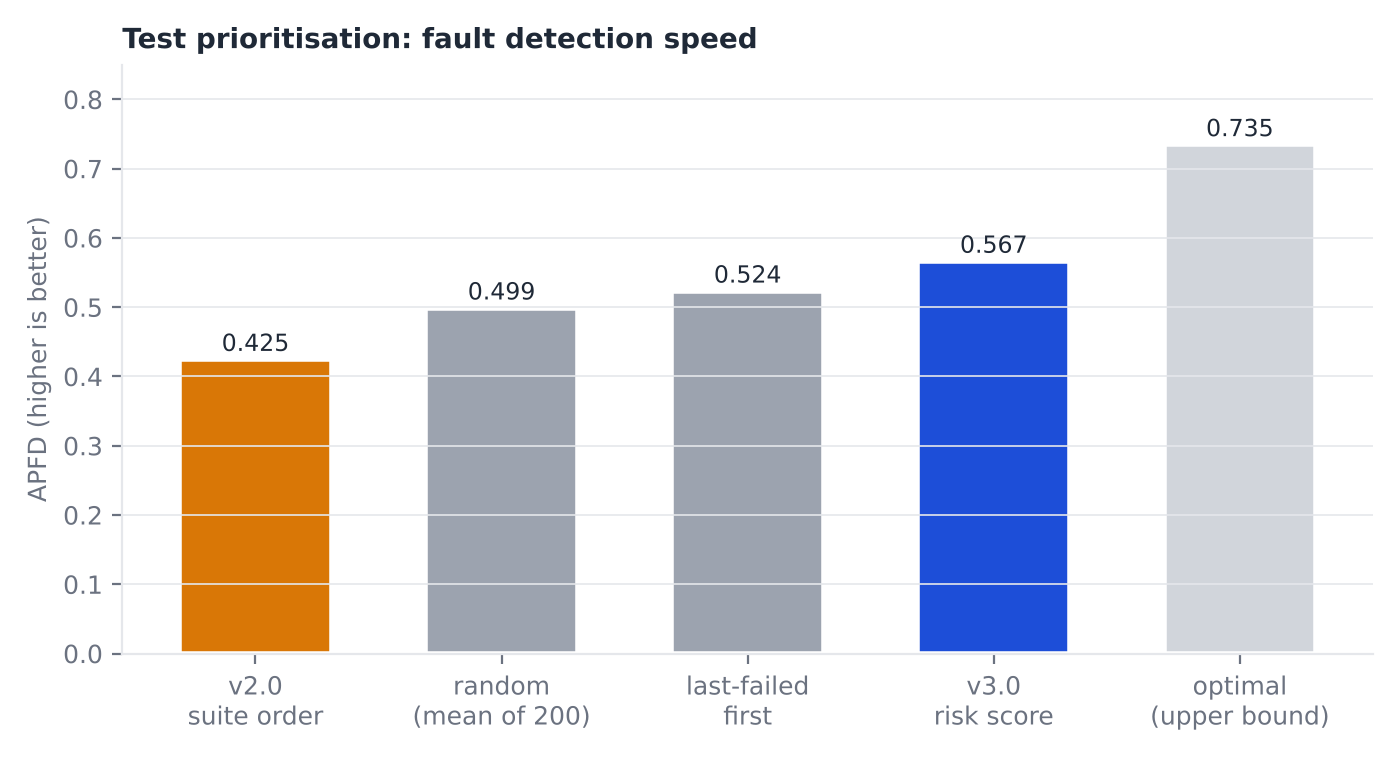 Test prioritisation: fault detection speed
APFD (higher is better)
0.8
0.7
0.6
0.5
0.4
0.3
0.2
0.1
0.0
0.425
0.499
0.524
0.567
0.735
v2.0
suite order
random
(mean of 200)
last-failed
first
v3.0
risk score
optimal
(upper bound)